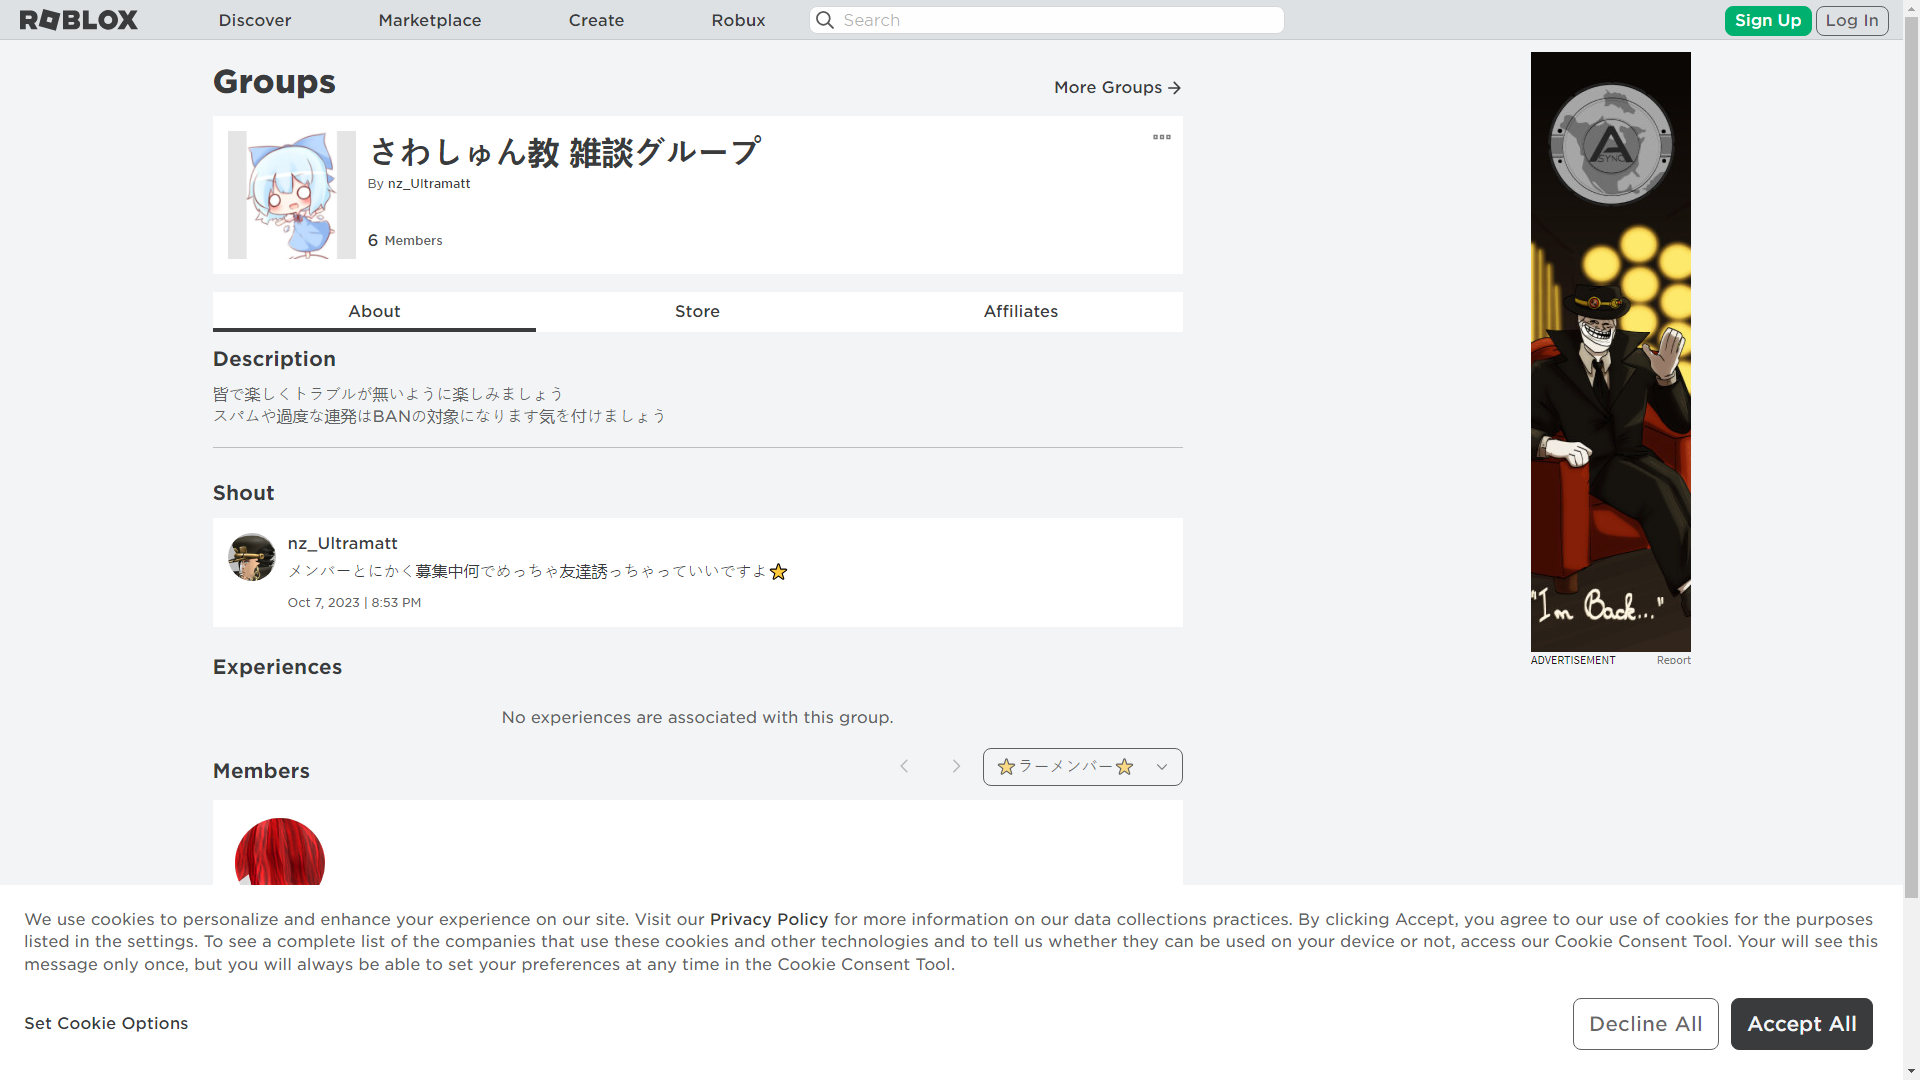 ROBLOX
Discover
Marketplace
Create
Robux
Search
Sign Up
Log In
Groups
More Groups
さわしゅん教 雑談グループ
By nz_Ultramatt
6 Members
About
Store
Affiliates
Description
皆で楽しくトラブルが無いように楽しみましょう
スパムや過度な連発はBANの対象になります気を付けましょう
Shout
nz_Ultramatt
メンバーとにかく募集中何でめっちゃ友達誘っちゃっていいですよ⭐
Oct 7, 2023 | 8:53 PM
Experiences
No experiences are associated with this group.
Members
⭐ラーメンバー⭐
A
SYNC
"I'm Back..."
ADVERTISEMENT
Report
We use cookies to personalize and enhance your experience on our site. Visit our Privacy Policy for more information on our data collections practices. By clicking Accept, you agree to our use of cookies for the purposes
listed in the settings. To see a complete list of the companies that use these cookies and other technologies and to tell us whether they can be used on your device or not, access our Cookie Consent Tool. Your will see this
message only once, but you will always be able to set your preferences at any time in the Cookie Consent Tool.
Set Cookie Options
Decline All
Accept All